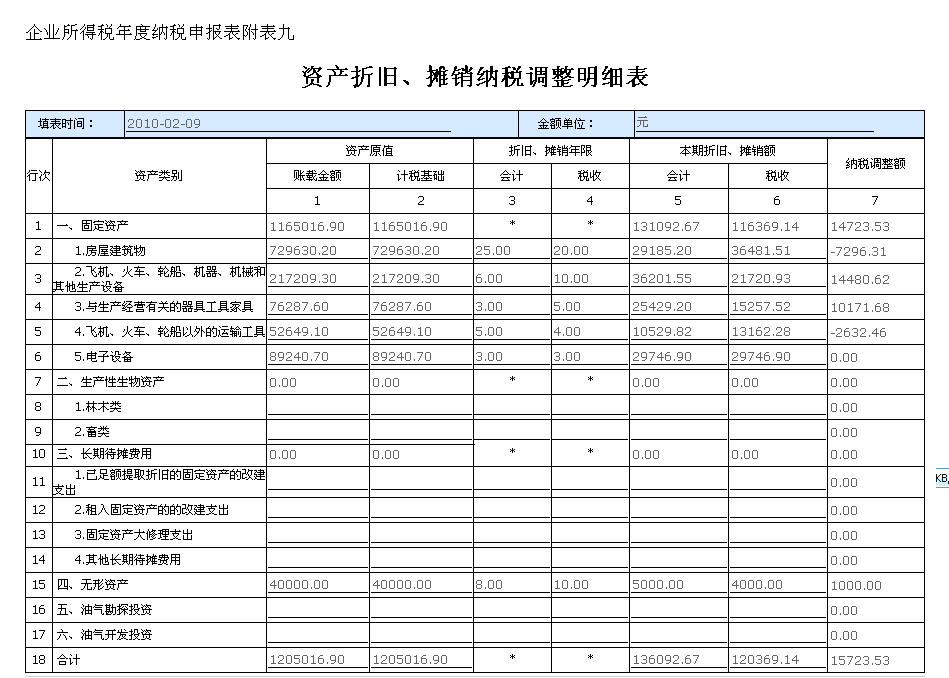 企业所得税年度纳税申报表附表九
资产折旧、摊销纳税调整明细表
填表时间： 2010-02-09 金额单位： 元
行次 资产类别 资产原值 折旧、摊销年限 本期折旧、摊销额 纳税调整额
账载金额 计税基础 会计 税收 会计 税收
1 2 3 4 5 6 7
1 一、固定资产 1165016.90 1165016.90 * * 131092.67 116369.14 14723.53
2 1.房屋建筑物 729630.20 729630.20 25.00 20.00 29185.20 36481.51 -7296.31
3 2.飞机、火车、轮船、机器、机械和
其他生产设备 217209.30 217209.30 6.00 10.00 36201.55 21720.93 14480.62
4 3.与生产经营有关的器具工具家具 76287.60 76287.60 3.00 5.00 25429.20 15257.52 10171.68
5 4.飞机、火车、轮船以外的运输工具 52649.10 52649.10 5.00 4.00 10529.82 13162.28 -2632.46
6 5.电子设备 89240.70 89240.70 3.00 3.00 29746.90 29746.90 0.00
7 二、生产性生物资产 0.00 0.00 * * 0.00 0.00 0.00
8 1.林木类 0.00
9 2.畜类 0.00
10 三、长期待摊费用 0.00 0.00 * * 0.00 0.00 0.00
11 1.已足额提取折旧的固定资产的改建
支出 0.00
12 2.租入固定资产的的改建支出 0.00
13 3.固定资产大修理支出 0.00
14 4.其他长期待摊费用 0.00
15 四、无形资产 40000.00 40000.00 8.00 10.00 5000.00 4000.00 1000.00
16 五、油气勘探投资 0.00
17 六、油气开发投资 0.00
18 合计 1205016.90 1205016.90 * * 136092.67 120369.14 15723.53